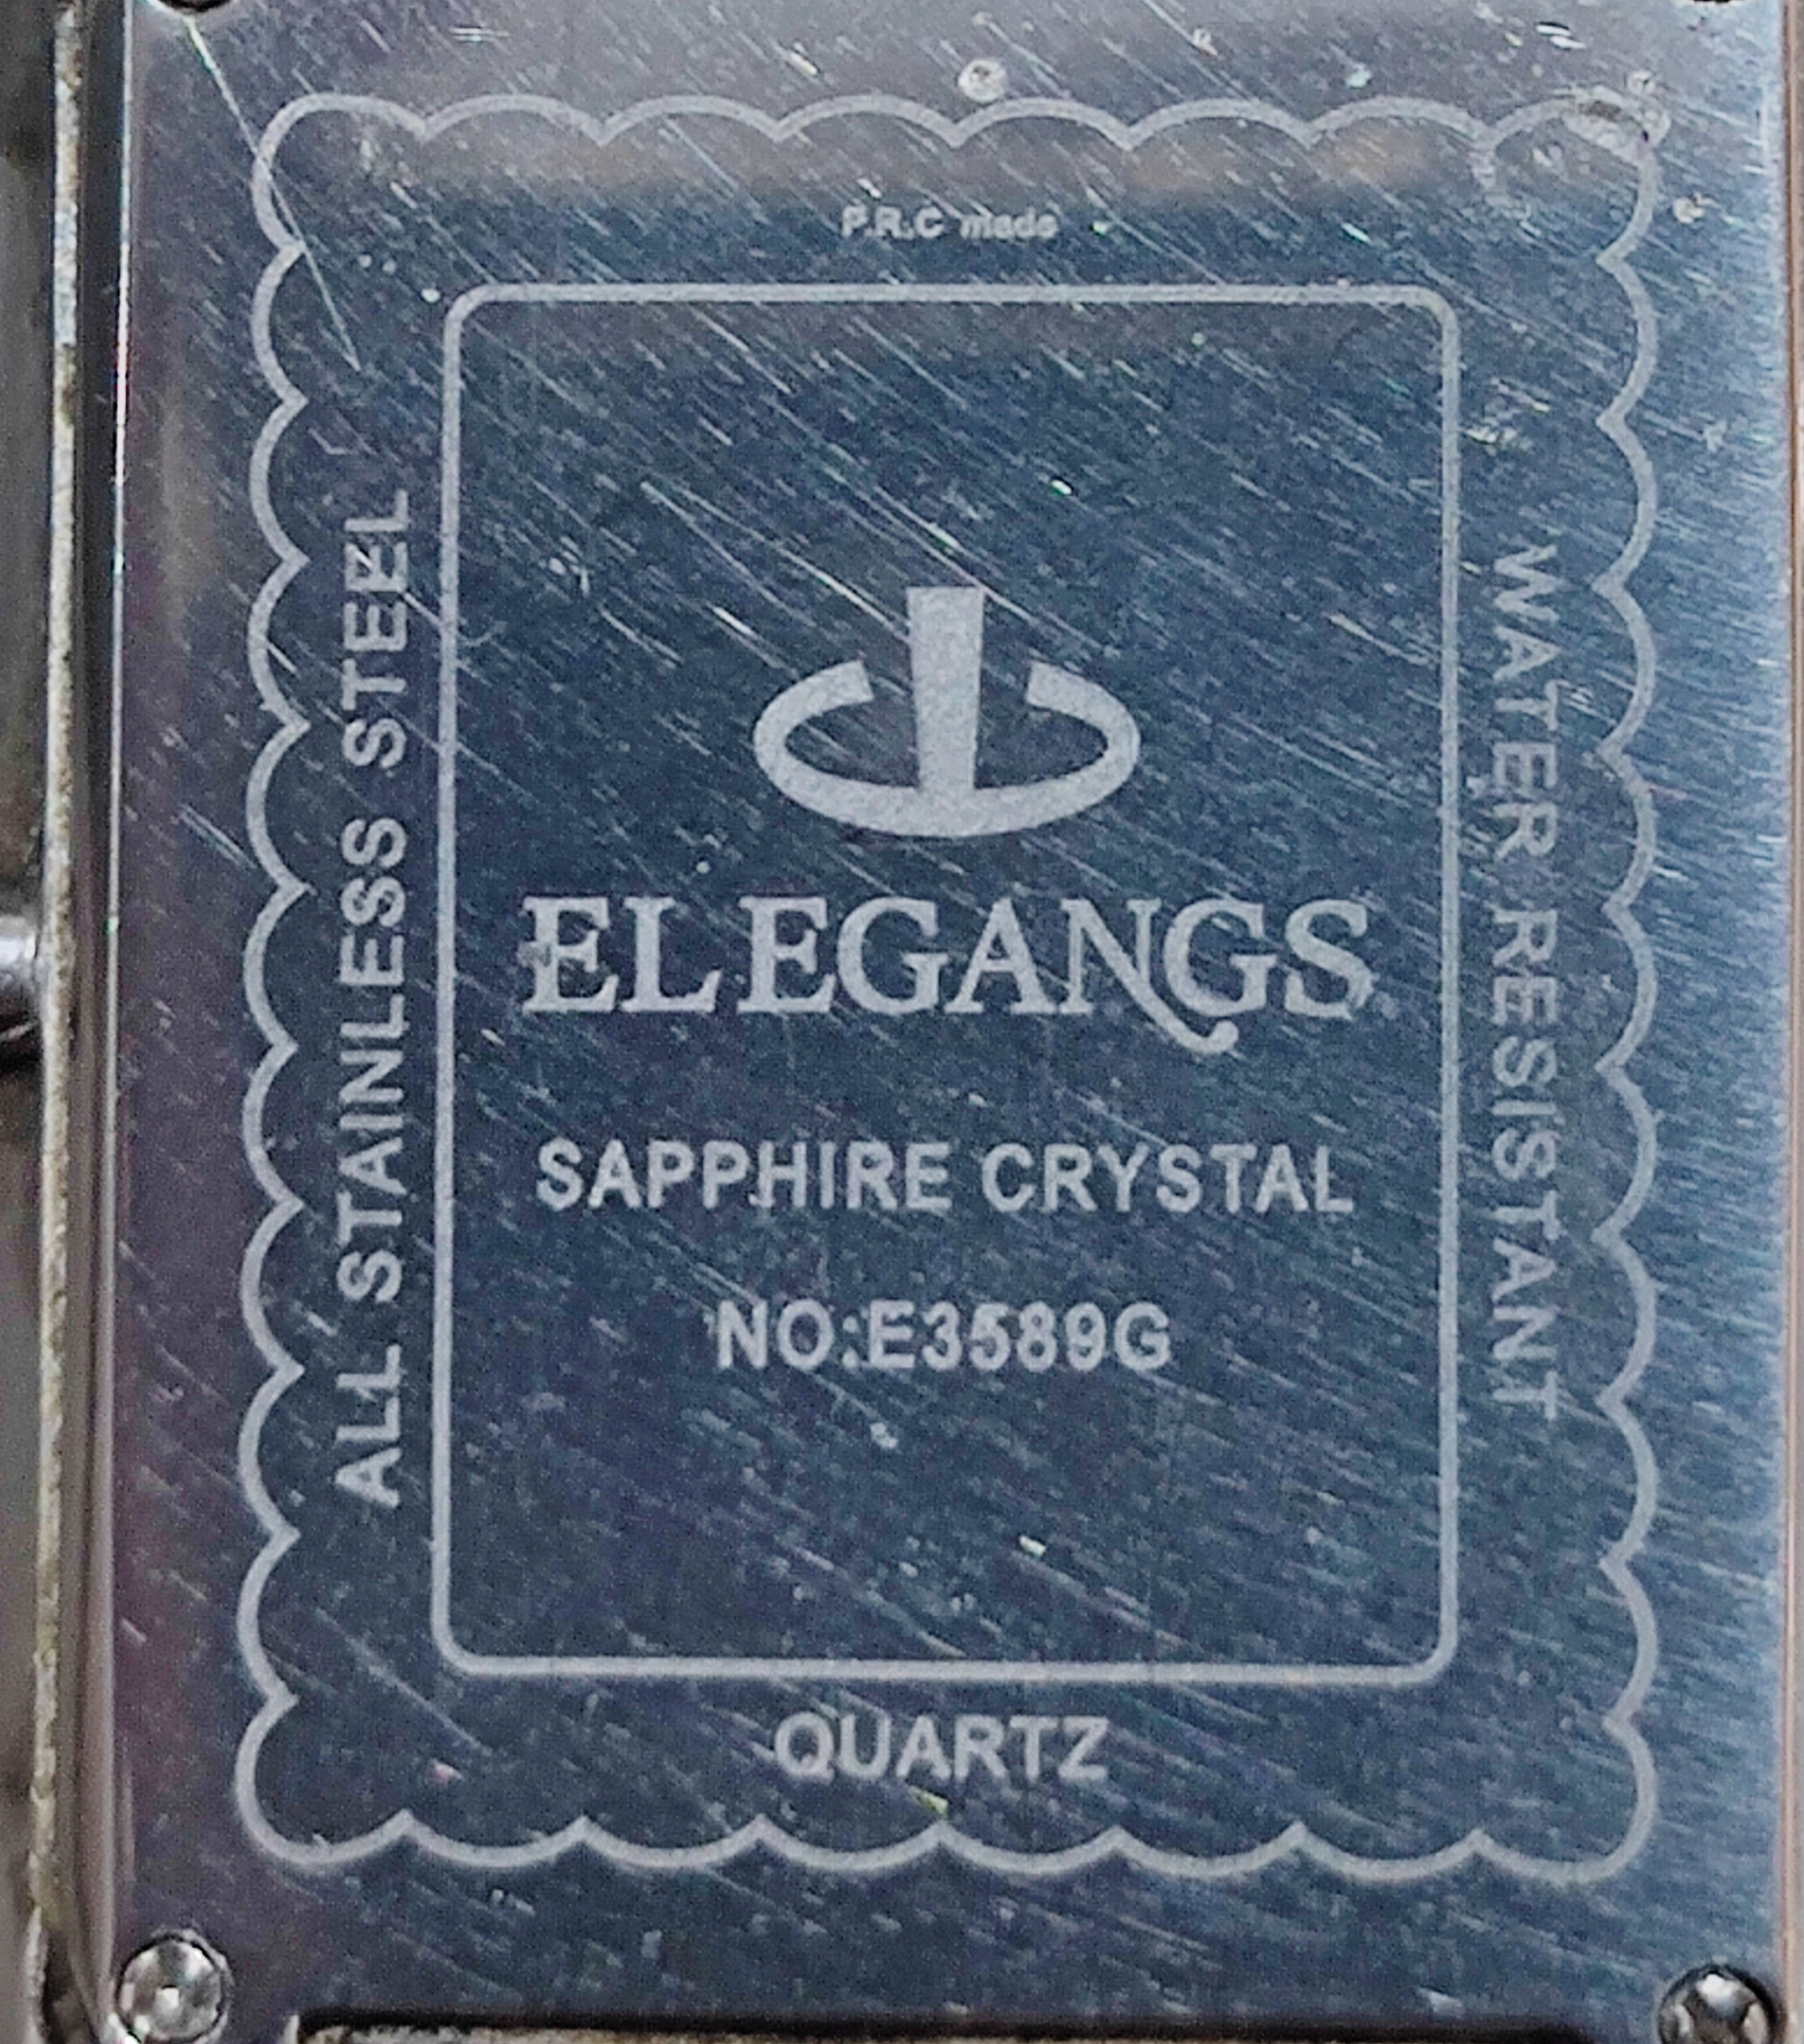 P.R.C made
ALL STAINLESS STEEL
WATER RESISTANT
ELEGANGS
SAPPHIRE CRYSTAL
NO:E3589G
QUARTZ